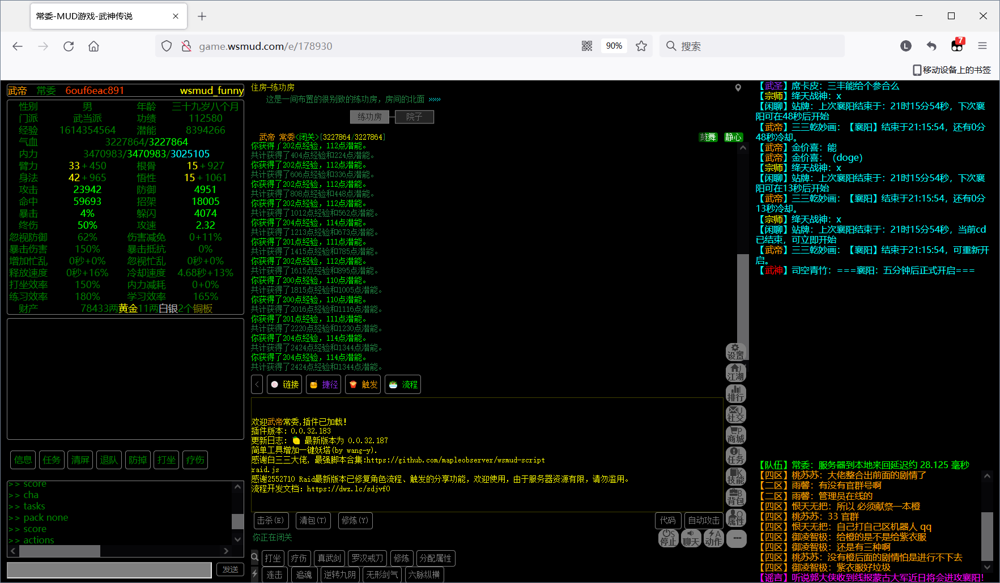 常委-MUD游戏-武神传说
game.wsmud.com/e/178930
90%
搜索
L
7
移动设备上的书签
武帝 常委 6ouf6eac891 wsmud_funny
性别 男 年龄 三十九岁八个月
门派 武当派 功绩 112580
经验 1614354564 潜能 8394266
气血 3227864/3227864
内力 3470983/3470983/3025105
臂力 33+450 根骨 15+927
身法 42+965 悟性 15+1061
攻击 23942 防御 4951
命中 59693 招架 18005
暴击 4% 躲闪 4074
终伤 50% 攻速 2.32
忽视防御 62% 伤害减免 0+11%
暴击伤害 150% 暴击抵抗 0%
增加忙乱 0秒+0% 忽视忙乱 0秒+0%
释放速度 0秒+16% 冷却速度 4.68秒+13%
打坐效率 150% 内力减耗 0+0%
练习效率 180% 学习效率 165%
财产 78433两黄金11两白银2个铜板
信息 任务 清屏 退队 防掉 打坐 疗伤
>> score
>> cha
>> tasks
>> pack none
>> score
>> actions
发送
住房-练功房
这是一间布置的很别致的练功房，房间的北面 »»»
练功房 院子
武帝 常委<闭关>[3227864/3227864]
鼓舞 静心
你获得了202点经验，112点潜能。
共计获得了404点经验和224点潜能。
你获得了202点经验，112点潜能。
共计获得了606点经验和336点潜能。
你获得了202点经验，112点潜能。
共计获得了808点经验和448点潜能。
你获得了202点经验，112点潜能。
共计获得了1012点经验和562点潜能。
你获得了204点经验，114点潜能。
共计获得了1213点经验和673点潜能。
你获得了201点经验，111点潜能。
共计获得了1415点经验和785点潜能。
你获得了202点经验，112点潜能。
共计获得了1615点经验和895点潜能。
你获得了200点经验，110点潜能。
共计获得了1815点经验和1005点潜能。
你获得了200点经验，110点潜能。
共计获得了2016点经验和1116点潜能。
你获得了201点经验，111点潜能。
共计获得了2220点经验和1230点潜能。
你获得了204点经验，114点潜能。
共计获得了2424点经验和1344点潜能。
你获得了204点经验，114点潜能。
共计获得了2424点经验和1344点潜能。
< 链接 捷径 触发 流程
欢迎武帝常委,插件已加载!
插件版本: 0.0.32.183
更新日志: 🍋 最新版本为 0.0.32.187
简单工具增加一键妖塔(by wang-y).
感谢白三三大佬, 最强脚本合集:https://github.com/mapleobserver/wsmud-script
raid.js
感谢2552710 Raid最新版本已修复角色流程、触发的分享功能，欢迎使用，由于服务器资源有限，请勿滥用。
流程开发文档: https://dwz.lc/sdjvf0
击杀(E) 清包(T) 修炼(Y) 代码 自动攻击
你正在闭关
打坐 疗伤 真武剑 罗汉戒刀 修炼 分配属性
连击 追魂 逆转九阴 无形剑气 六脉纵横
设置
J
江湖
排行
U
社交
P
商城
L
任务
K
技能
B
背包
O
属性
S
停止
聊天
A
动作
【武圣】席卡皮：三丰能给个参合么
【宗师】绛天战神：x
【闲聊】站牌：上次襄阳结束于：21时15分54秒，下次襄
阳可在48秒后开始
【武帝】三三乾妙画：【襄阳】结束于21:15:54，还有0分
48秒冷却。
【武帝】金价喜：能
【武帝】金价喜：（doge）
【宗师】绛天战神：x
【闲聊】站牌：上次襄阳结束于：21时15分54秒，下次襄
阳可在13秒后开始
【武帝】三三乾妙画：【襄阳】结束于21:15:54，还有0分
13秒冷却。
【宗师】绛天战神：x
【闲聊】站牌：上次襄阳结束于：21时15分54秒，当前cd
已结束，可立即开始
【武帝】三三乾妙画：【襄阳】结束于21:15:54，可重新开
启。
【武神】司空青竹：===襄阳：五分钟后正式开启===
【队伍】常委：服务器到本地来回延迟约 28.125 毫秒
【四区】桃苏苏：大佬整合出前面的剧情了
【二区】雨馨：有没有官群号啊
【二区】雨馨：管理员在线的
【四区】恨天无把：所以 必须献祭一本橙
【四区】桃苏苏：33 官群
【四区】恨天无把：自己打自己区机器人 qq
【四区】御凌智极：给橙的是不是给紫衣服
【四区】御凌智极：还是有三种啊
【四区】桃苏苏：没有橙后面的剧情怕是进行不下去
【四区】御凌智极：紫衣服好垃圾
【谣言】听说郭大侠收到线报蒙古大军近日将会进攻襄阳!